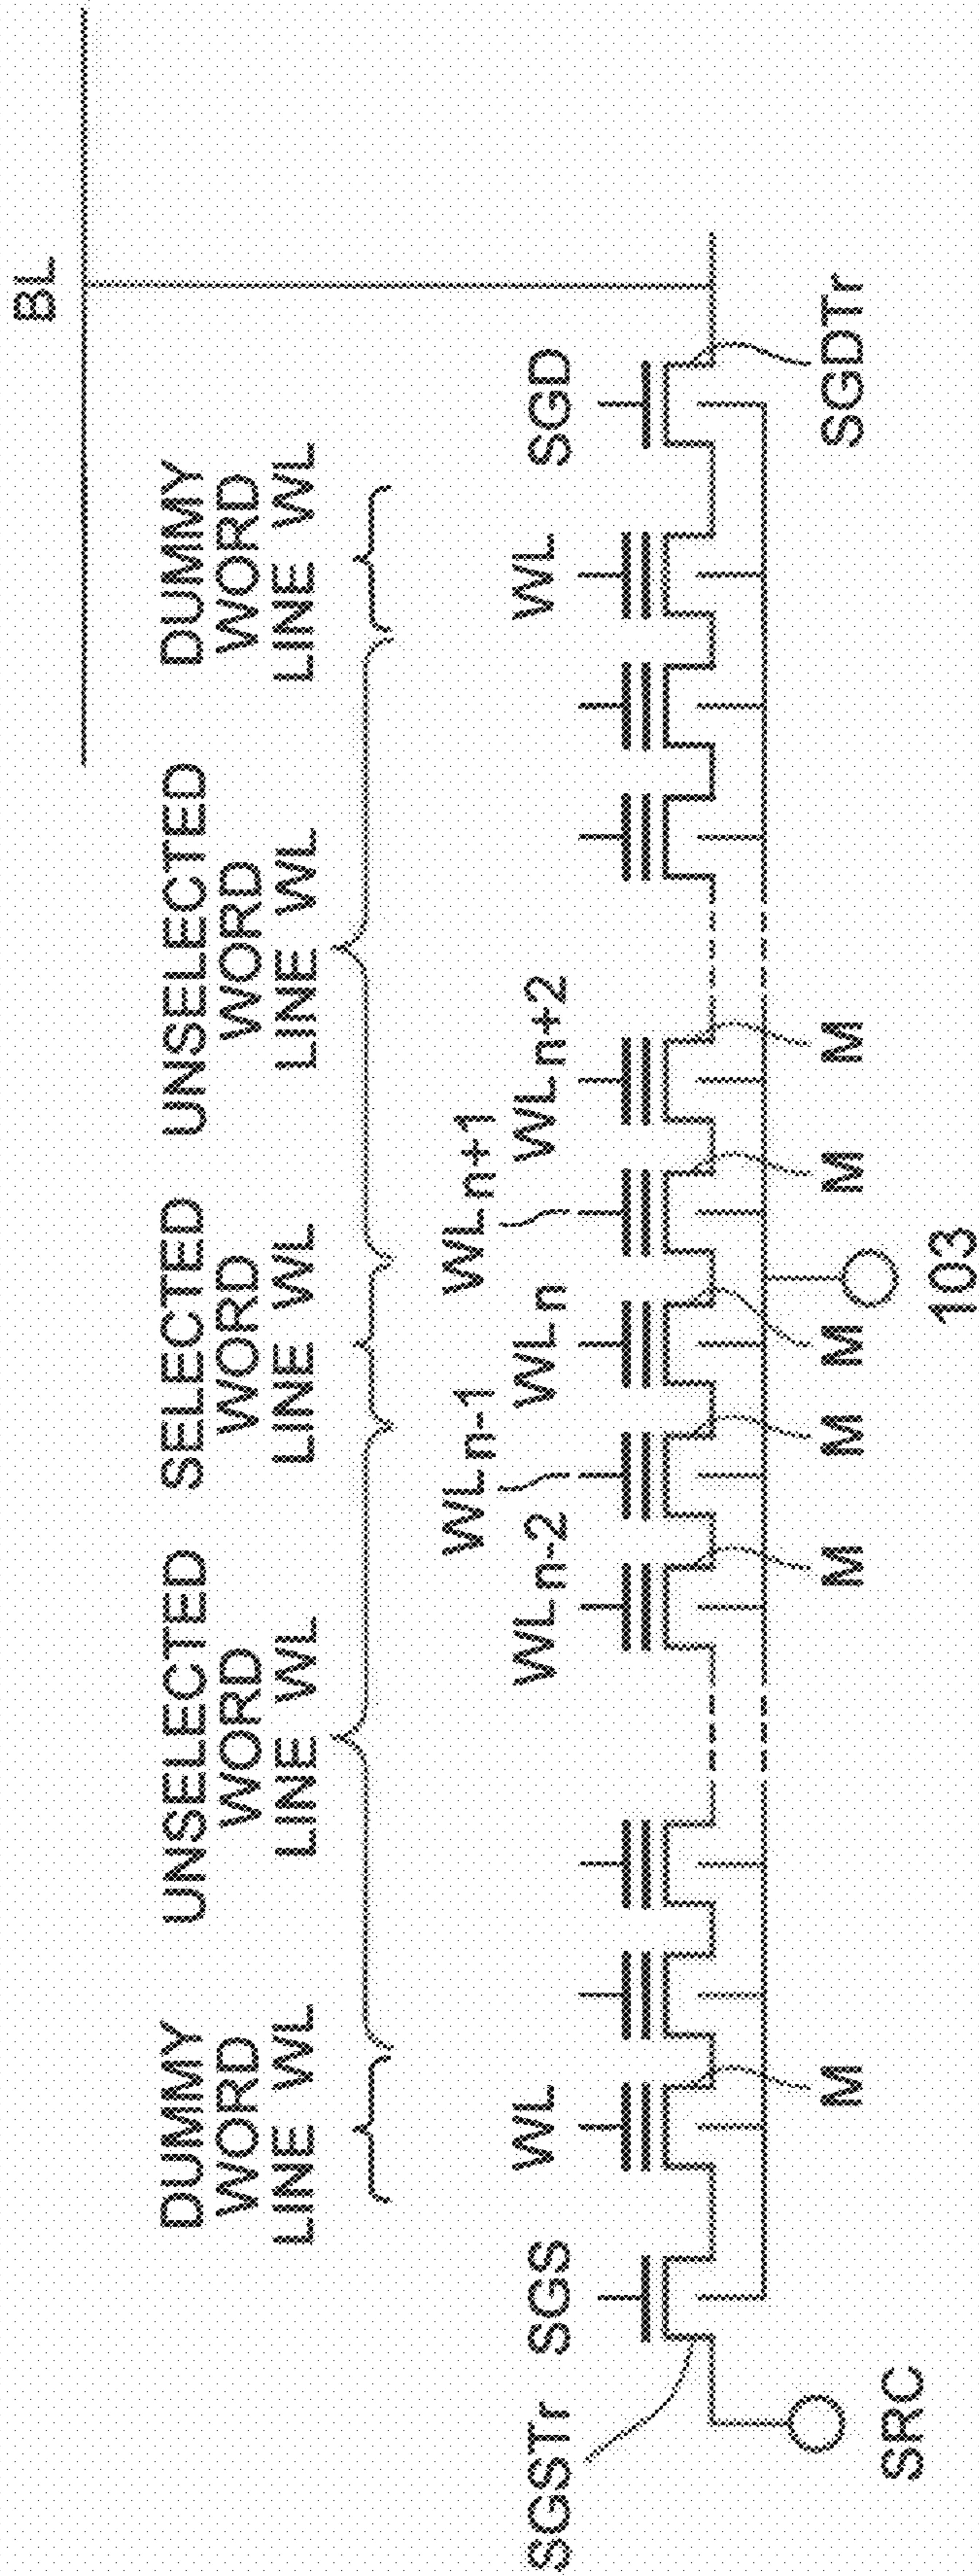 BL
DUMMY
WORD
LINE WL
UNSELECTED
WORD
LINE WL
SELECTED
WORD
LINE WL
UNSELECTED
WORD
LINE WL
DUMMY
WORD
LINE WL
SGSTr
SGS
WL
WLn-2
WLn-1
WLn
WLn+1
WLn+2
WL
SGD
SRC
M
M
M
M
M
M
SGDTr
103